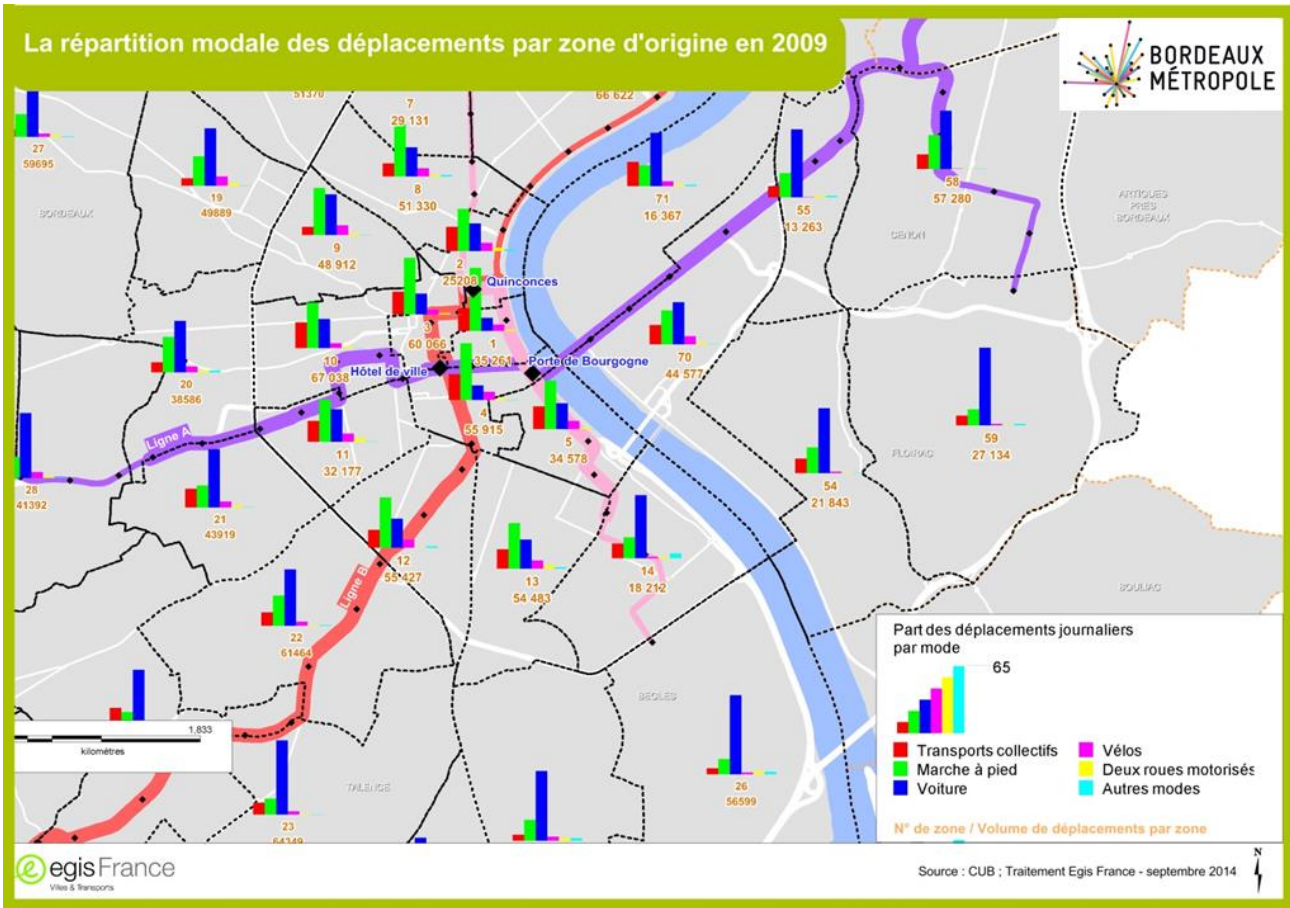 La répartition modale des déplacements par zone d'origine en 2009
BORDEAUX
MÉTROPOLE
51370
7
29 131
66 622
27
59695
19
49889
8
51 330
71
16 367
55
13 263
58
57 280
ARTIGUES
PRÈS
BORDEAUX
BORDEAUX
CENON
9
48 912
2
25208
Quinconces
3
60 066
1
35 261
10
67 038
Hôtel de ville
Porte de Bourgogne
70
44 577
20
38586
4
55 915
59
27 134
Ligne A
11
32 177
5
34 578
54
21 843
FLOIRAC
28
41392
21
43919
12
55 427
13
54 483
14
18 212
Ligne B
22
61464
BOULIAC
BEGLES
1,833
kilomètres
TALENCE
23
64349
26
56599
Part des déplacements journaliers
par mode
65
Transports collectifs
Marche à pied
Voiture
Vélos
Deux roues motorisés
Autres modes
N° de zone / Volume de déplacements par zone
egis France
Villes & Transports
Source : CUB ; Traitement Egis France - septembre 2014
N